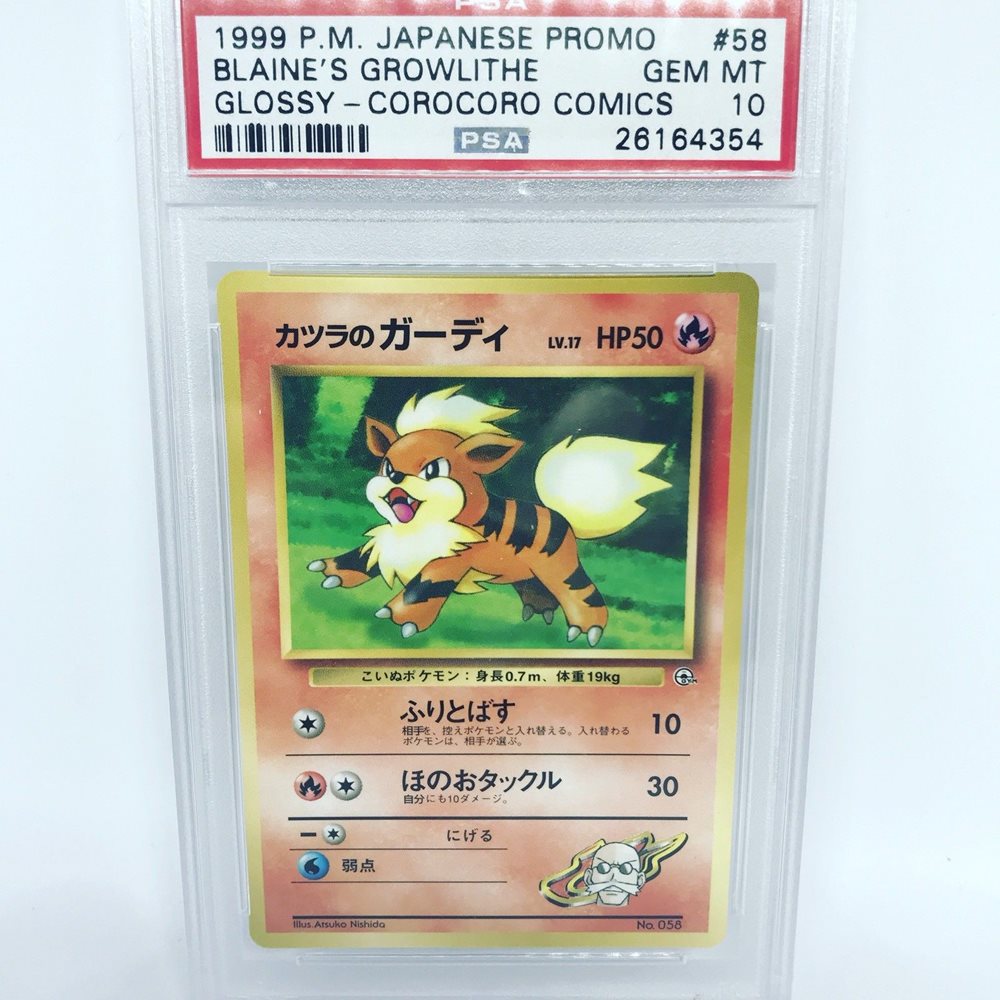 PSA
1999 P.M. JAPANESE PROMO #58
BLAINE'S GROWLITHE GEM MT
GLOSSY - COROCORO COMICS 10
PSA 26164354
カツラのガーディ LV.17 HP50
こいぬポケモン：身長0.7m、体重19kg
GYM
ふりとばす 10
相手を、控えポケモンと入れ替える。入れ替わる
ポケモンは、相手が選ぶ。
ほのおタックル 30
自分にも10ダメージ。
にげる
弱点
Illus.Atsuko Nishida No. 058